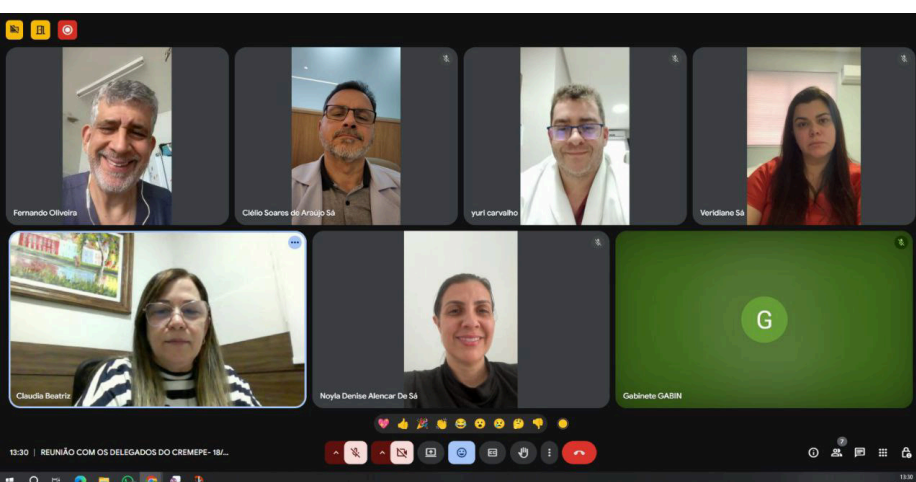 Fernando Oliveira
Clélio Soares de Araújo Sá
yuri carvalho
Veridiane Sá
Claudia Beatriz
Noyla Denise Alencar De Sá
G
Gabinete GABIN
7
13:30 | REUNIÃO COM OS DELEGADOS DO CREMEPE- 18/...
13:30